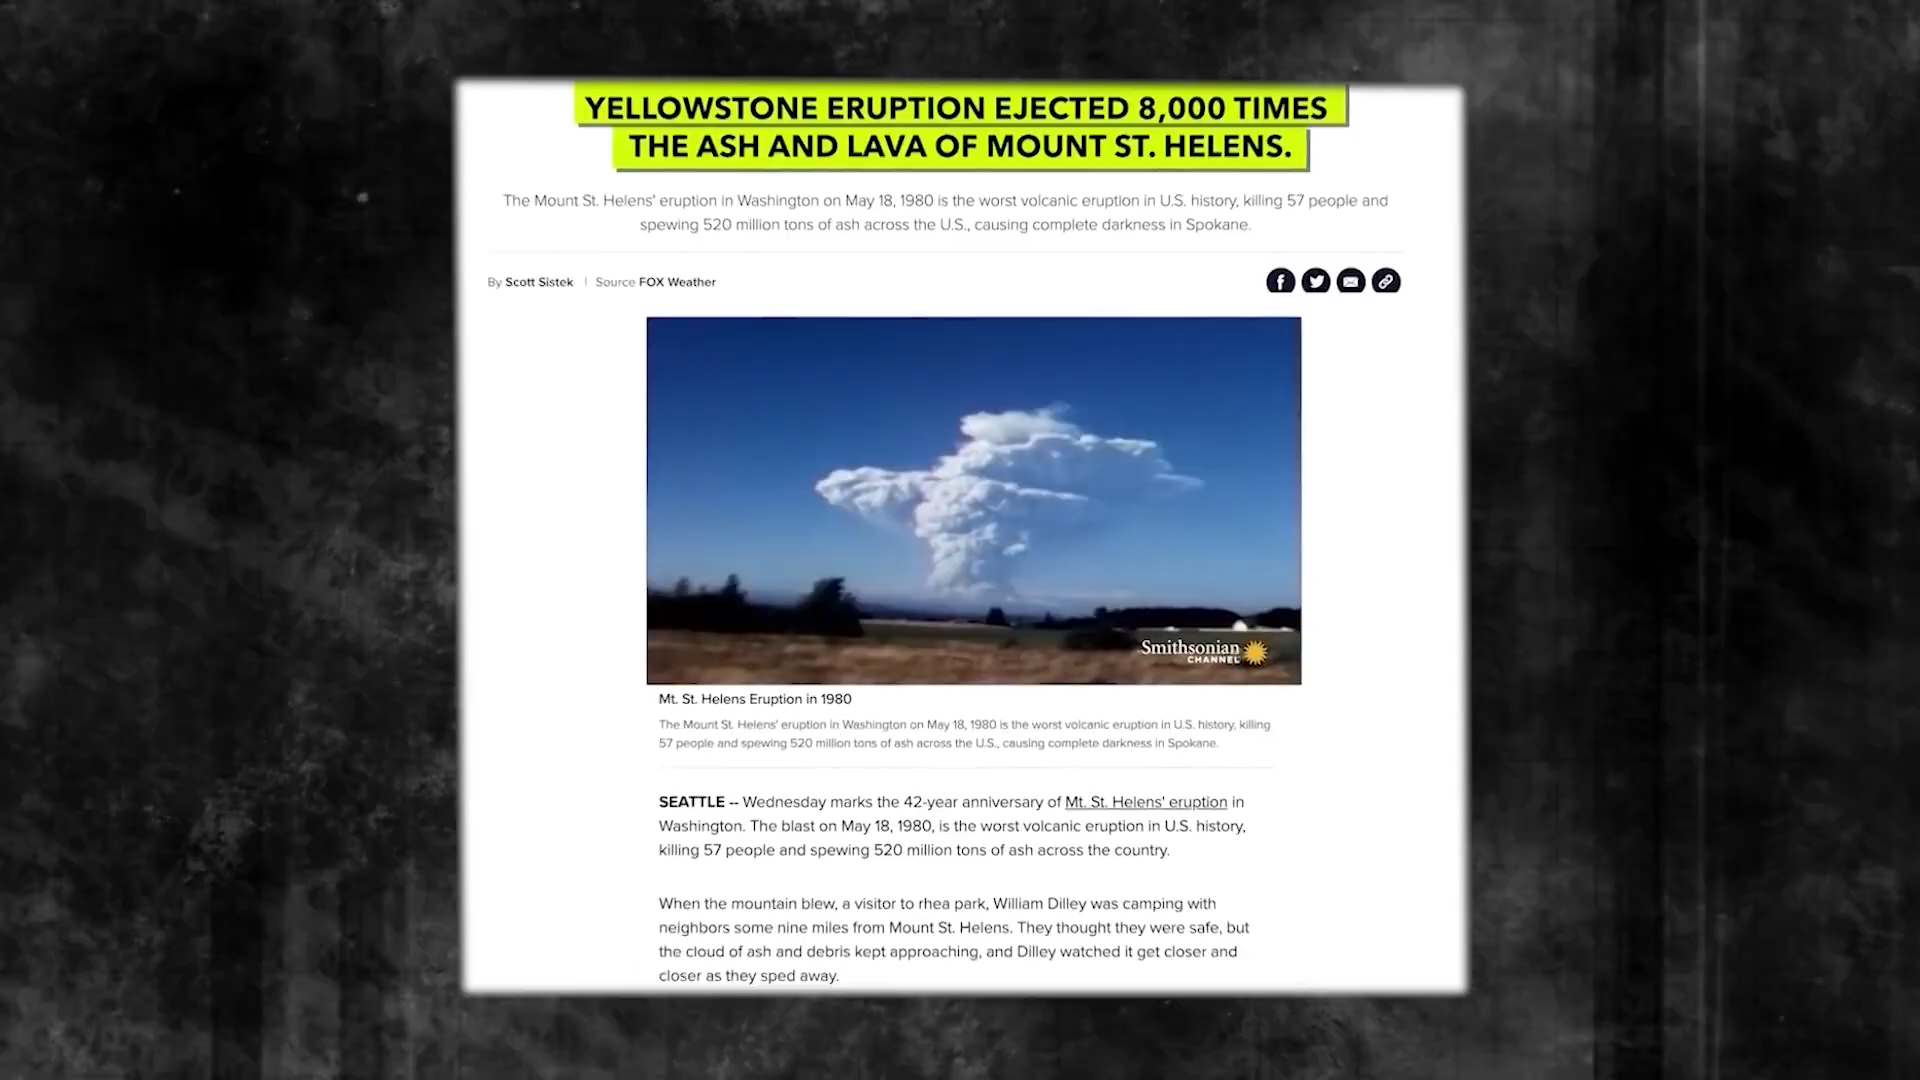 YELLOWSTONE ERUPTION EJECTED 8,000 TIMES
THE ASH AND LAVA OF MOUNT ST. HELENS.
The Mount St. Helens' eruption in Washington on May 18, 1980 is the worst volcanic eruption in U.S. history, killing 57 people and
spewing 520 million tons of ash across the U.S., causing complete darkness in Spokane.
By Scott Sistek | Source FOX Weather
Smithsonian
CHANNEL
Mt. St. Helens Eruption in 1980
The Mount St. Helens' eruption in Washington on May 18, 1980 is the worst volcanic eruption in U.S. history, killing
57 people and spewing 520 million tons of ash across the U.S., causing complete darkness in Spokane.
SEATTLE -- Wednesday marks the 42-year anniversary of Mt. St. Helens' eruption in
Washington. The blast on May 18, 1980, is the worst volcanic eruption in U.S. history,
killing 57 people and spewing 520 million tons of ash across the country.
When the mountain blew, a visitor to rhea park, William Dilley was camping with
neighbors some nine miles from Mount St. Helens. They thought they were safe, but
the cloud of ash and debris kept approaching, and Dilley watched it get closer and
closer as they sped away.